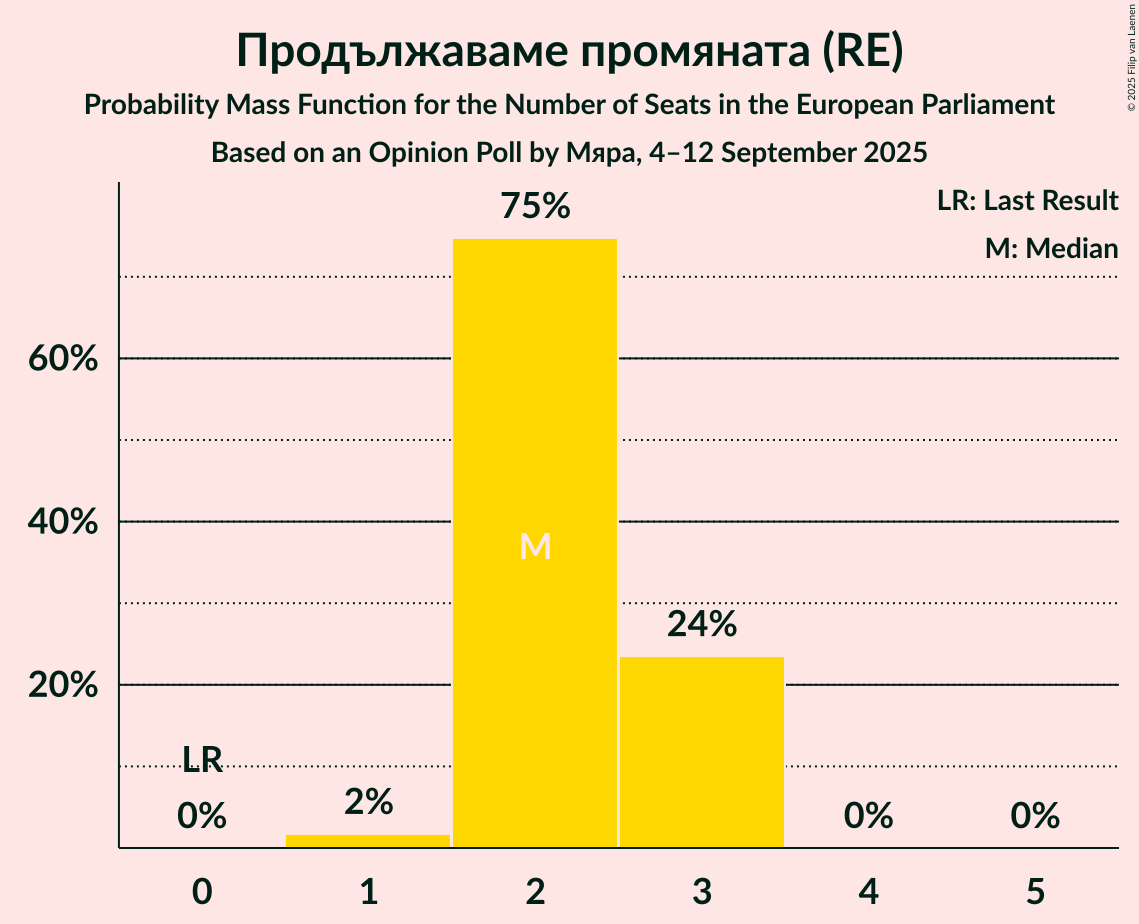 Продължаваме промяната (RE)
Probability Mass Function for the Number of Seats in the European Parliament
Based on an Opinion Poll by Мяра, 4–12 September 2025
© 2025 Filip van Laenen
LR: Last Result
M: Median
75%
60%
40%
M
24%
20%
LR
0%
2%
0%
0%
0
1
2
3
4
5